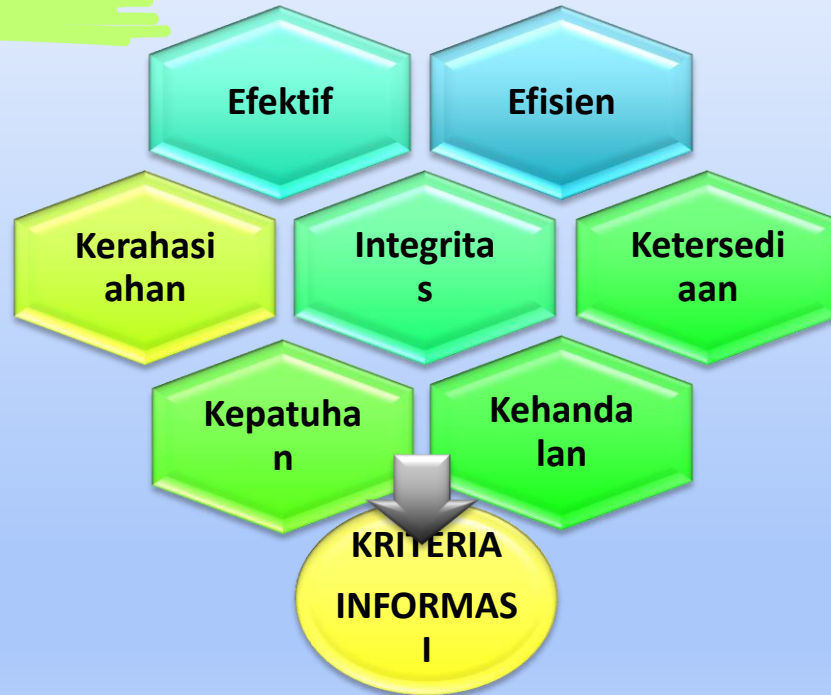 Efektif
Efisien
Kerahasi
ahan
Integrita
s
Ketersedi
aan
Kepatuha
n
Kehanda
lan
KRITERIA
INFORMAS
I